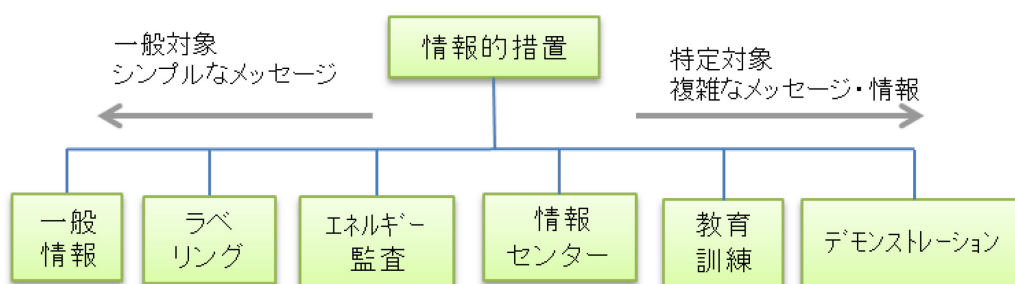 情報的措置
一般対象
シンプルなメッセージ
特定対象
複雑なメッセージ・情報
一般
情報
ラベ
リング
エネルギー
監査
情報
センター
教育
訓練
デモンストレーション